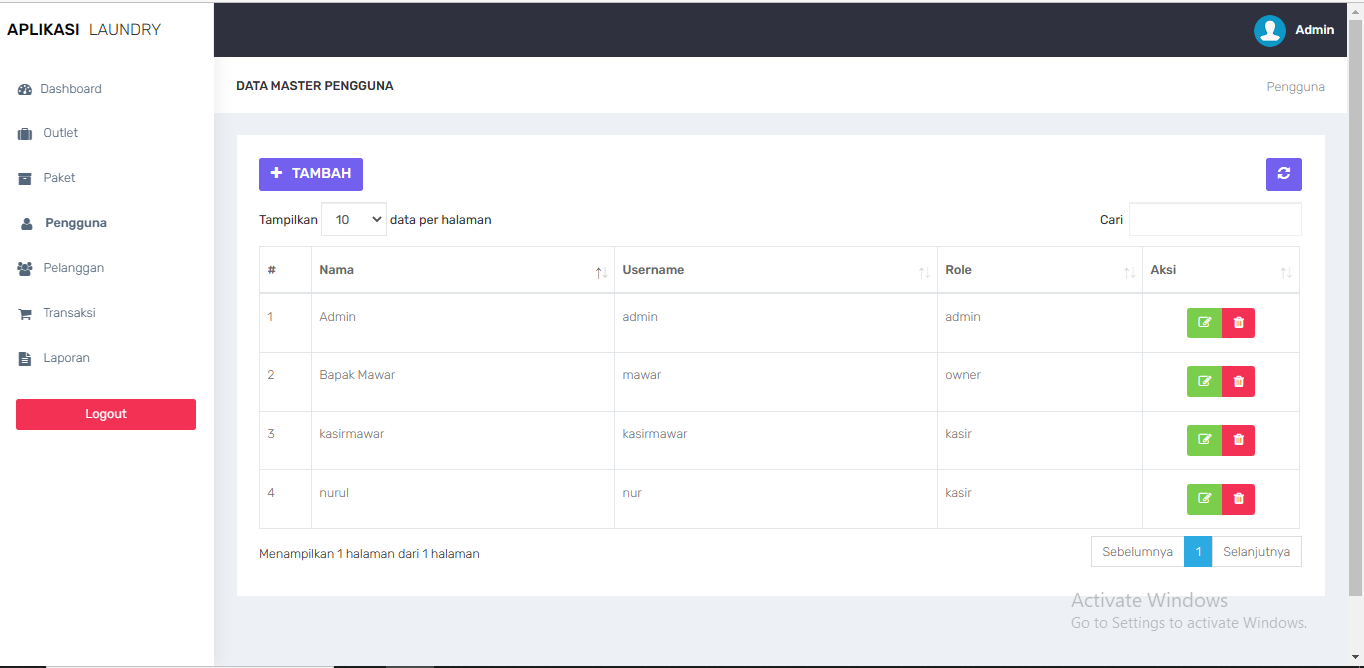 APLIKASI LAUNDRY
Admin
Dashboard
Outlet
Paket
Pengguna
Pelanggan
Transaksi
Laporan
Logout
DATA MASTER PENGGUNA
Pengguna
TAMBAH
Tampilkan 10 data per halaman
Cari
# Nama Username Role Aksi
1 Admin admin admin
2 Bapak Mawar mawar owner
3 kasirmawar kasirmawar kasir
4 nurul nur kasir
Menampilkan 1 halaman dari 1 halaman
Sebelumnya 1 Selanjutnya
Activate Windows
Go to Settings to activate Windows.